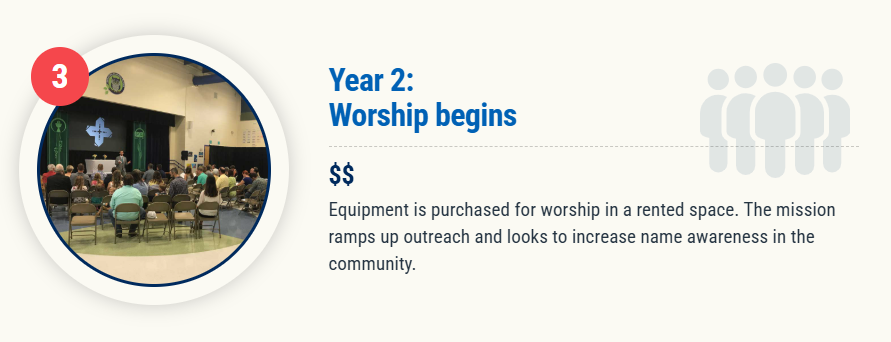 3
Year 2:
Worship begins
$$
Equipment is purchased for worship in a rented space. The mission
ramps up outreach and looks to increase name awareness in the
community.